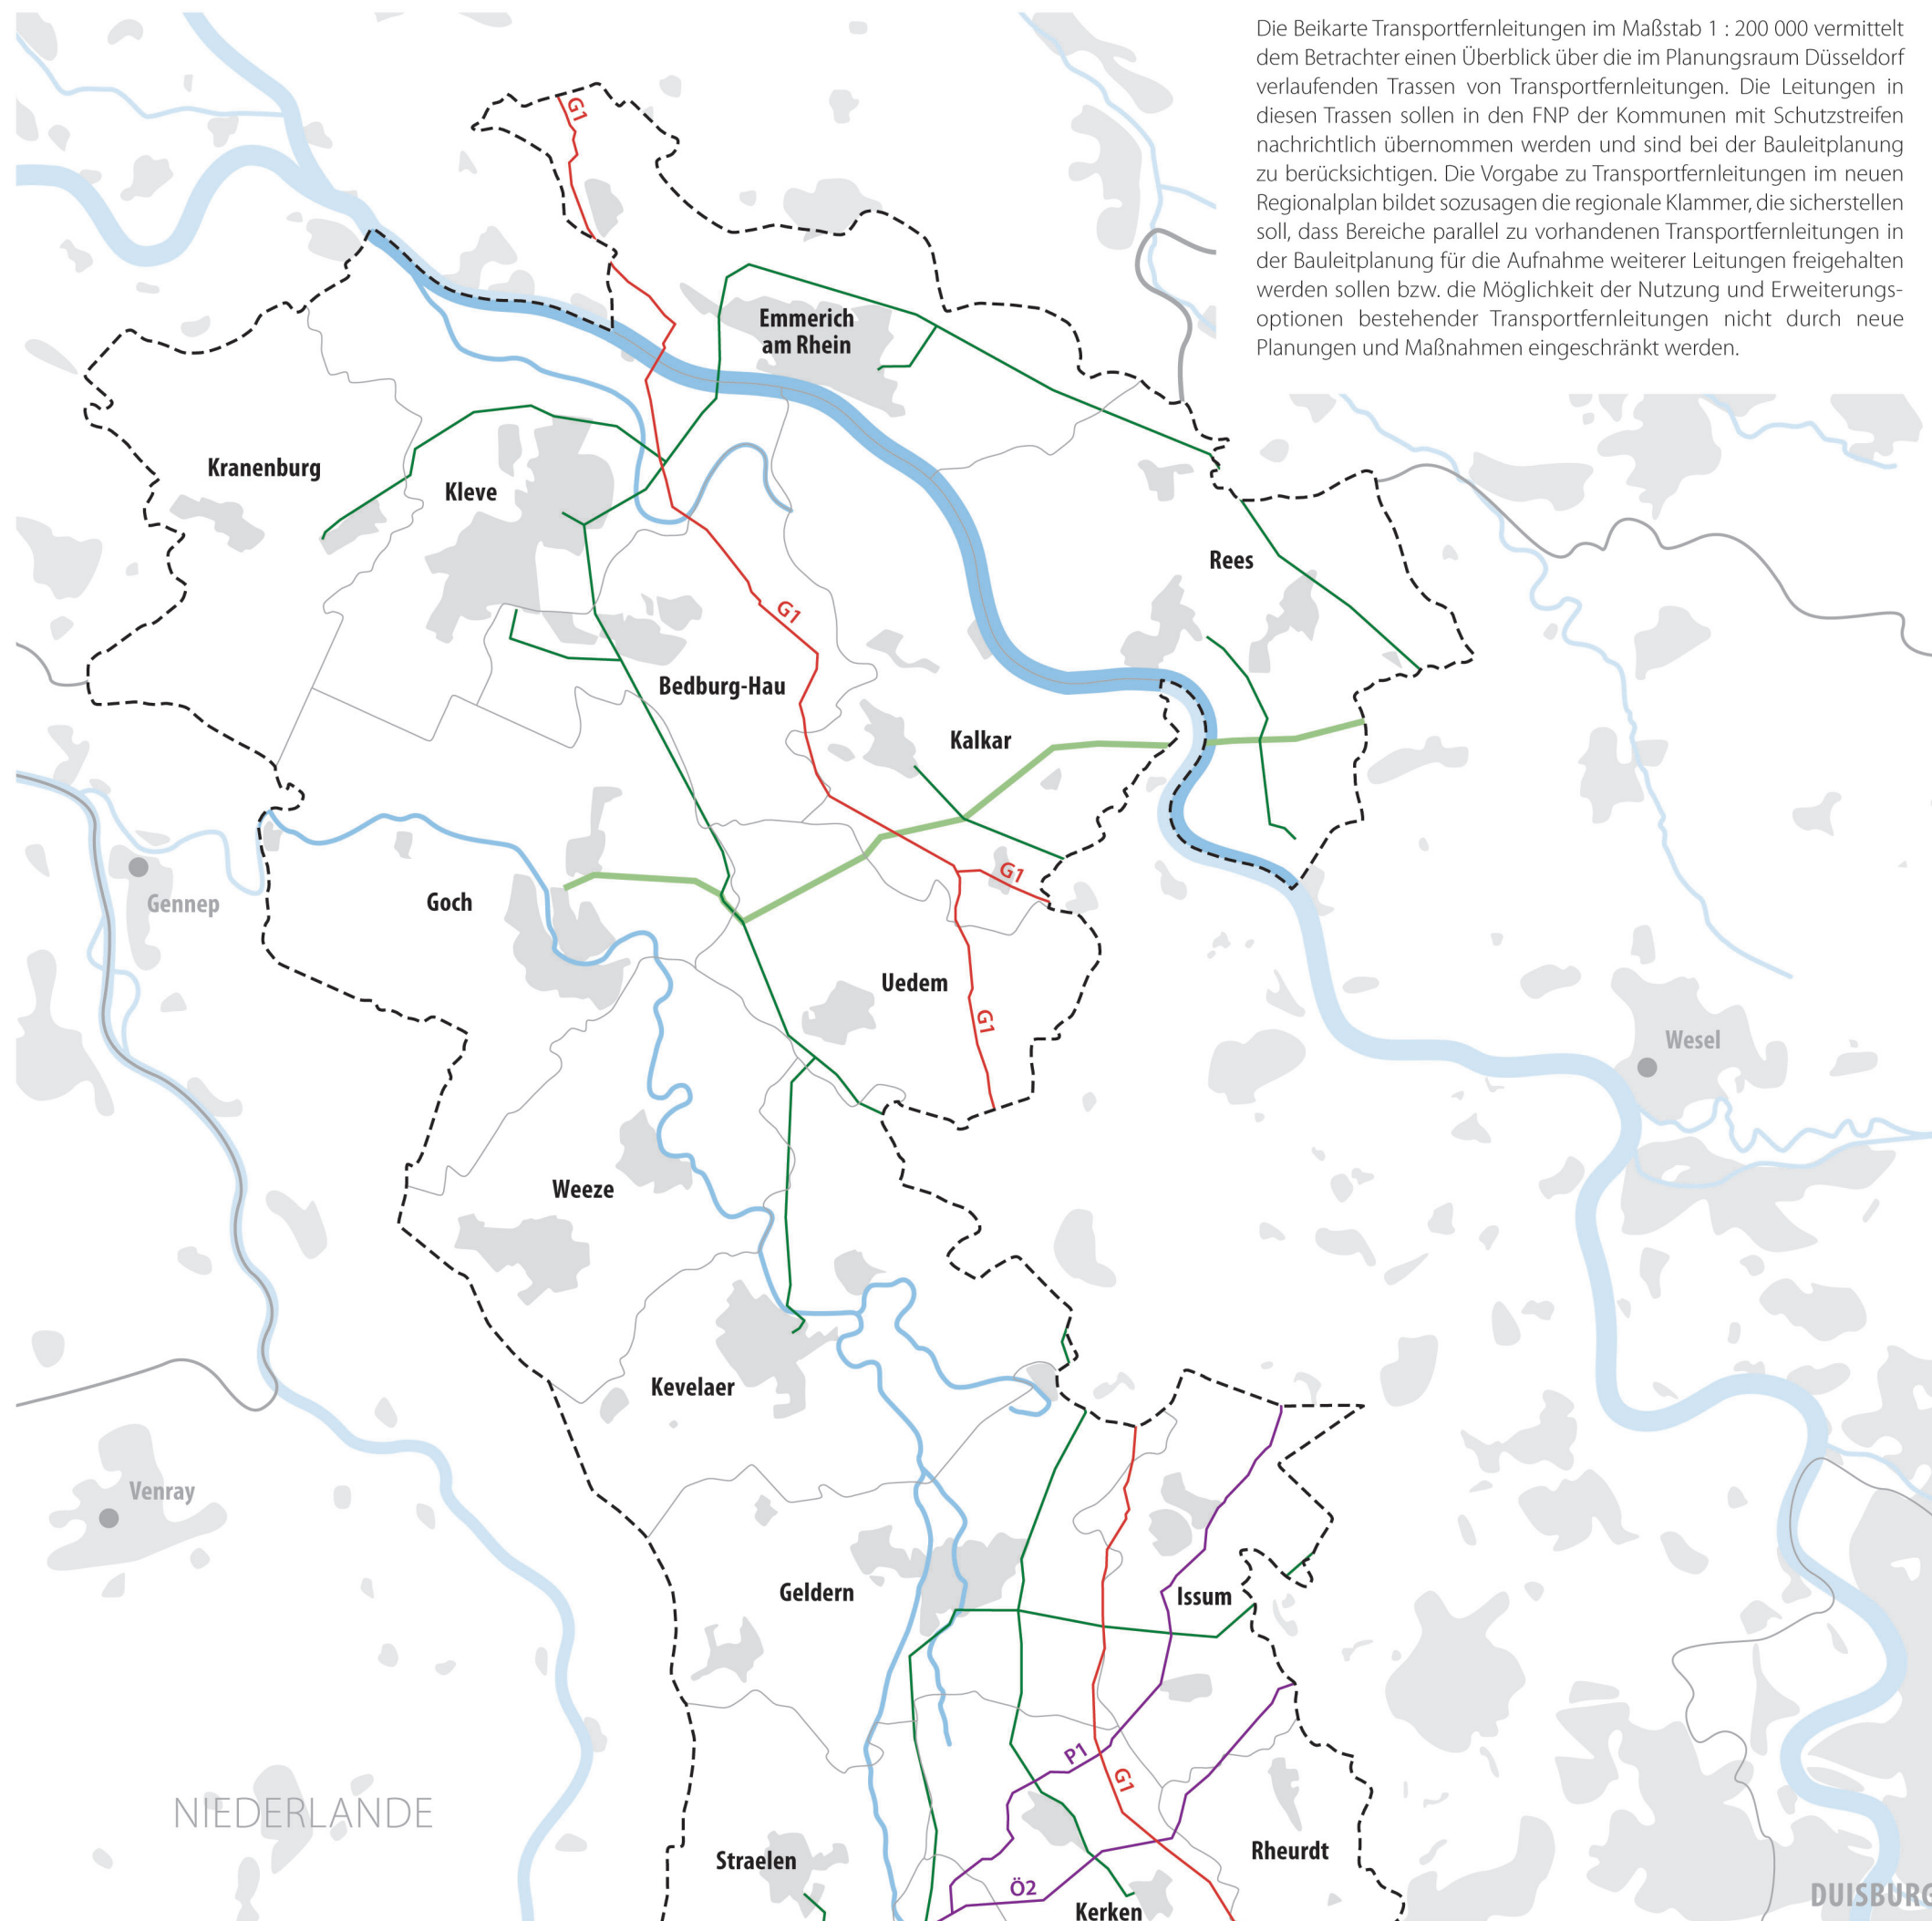 Die Beikarte Transportfernleitungen im Maßstab 1 : 200 000 vermittelt
dem Betrachter einen Überblick über die im Planungsraum Düsseldorf
verlaufenden Trassen von Transportfernleitungen. Die Leitungen in
diesen Trassen sollen in den FNP der Kommunen mit Schutzstreifen
nachrichtlich übernommen werden und sind bei der Bauleitplanung
zu berücksichtigen. Die Vorgabe zu Transportfernleitungen im neuen
Regionalplan bildet sozusagen die regionale Klammer, die sicherstellen
soll, dass Bereiche parallel zu vorhandenen Transportfernleitungen in
der Bauleitplanung für die Aufnahme weiterer Leitungen freigehalten
werden sollen bzw. die Möglichkeit der Nutzung und Erweiterungs-
optionen bestehender Transportfernleitungen nicht durch neue
Planungen und Maßnahmen eingeschränkt werden.
G1
Emmerich
am Rhein
Kranenburg
Kleve
Rees
G1
Bedburg-Hau
Kalkar
G1
Gennep
Goch
Uedem
G1
Wesel
Weeze
Kevelaer
Venray
Geldern
Issum
P1
G1
NIEDERLANDE
Straelen
Rheurdt
Ö2
Kerken
DUISBURG